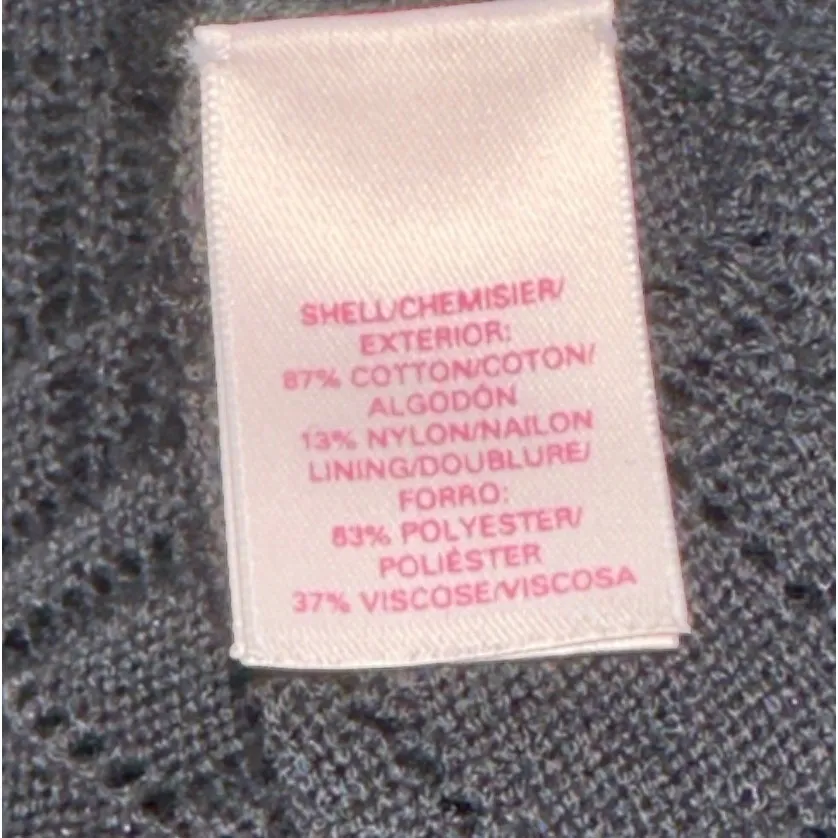 SHELL/CHEMISIER/
EXTERIOR:
87% COTTON/COTON/
ALGODÓN
13% NYLON/NAILON
LINING/DOUBLURE/
FORRO:
63% POLYESTER/
POLIÉSTER
37% VISCOSE/VISCOSA